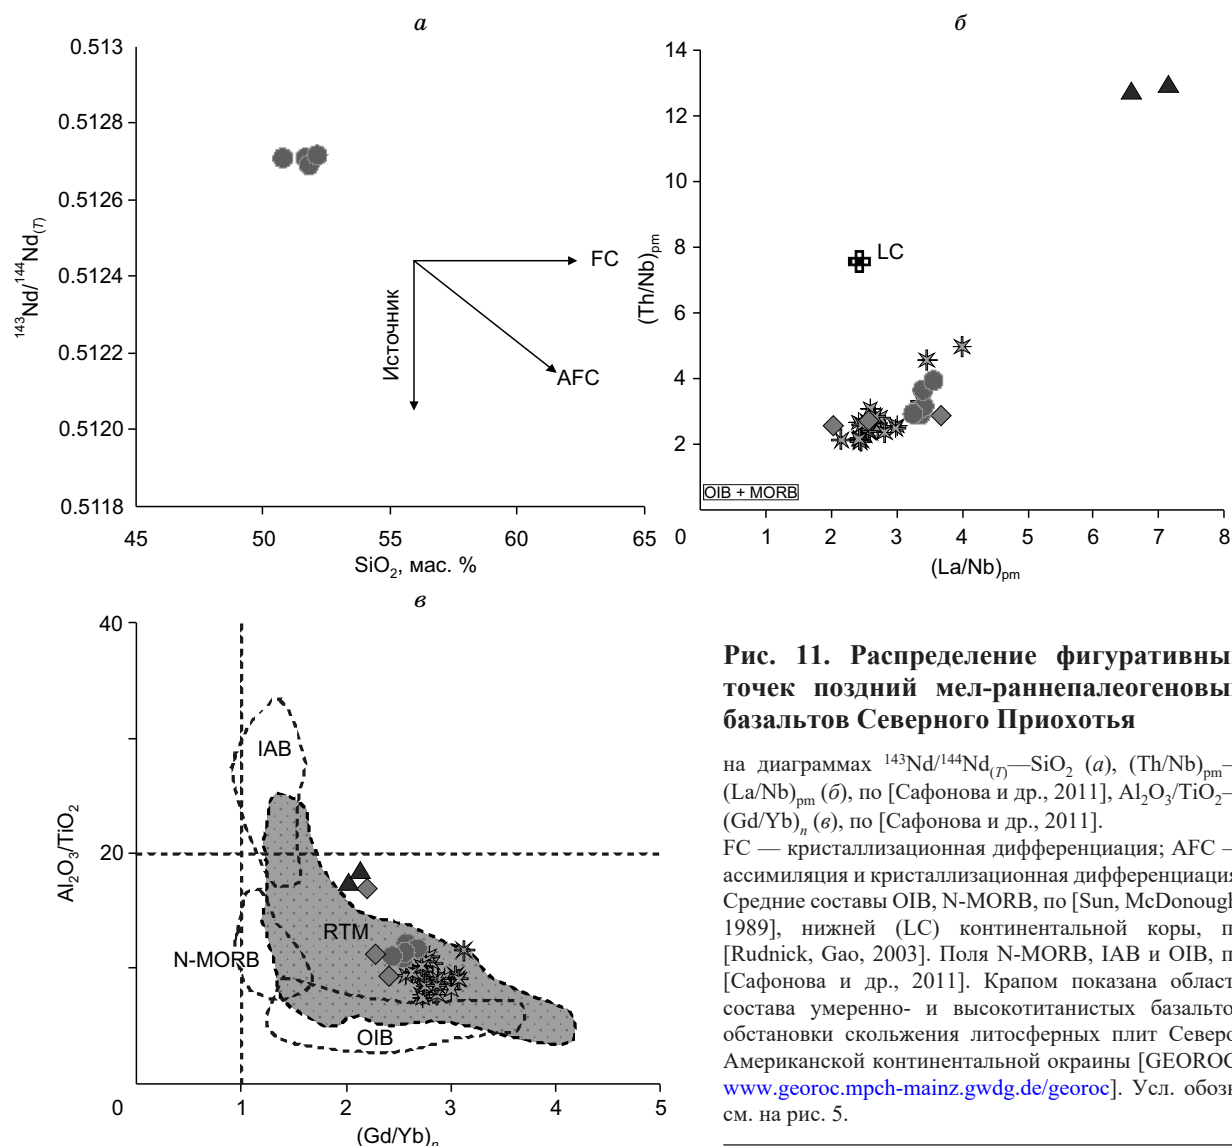 а
0.513
0.5128
0.5126
0.5124
0.5122
0.5120
0.5118
143Nd/144Nd(T)
FC
AFC
Источник
45 50 55 60 65
SiO2, мас. %
б
14
12
10
8
6
4
2
(Th/Nb)pm
LC
OIB + MORB
0 1 2 3 4 5 6 7 8
(La/Nb)pm
в
40
20
Al2O3/TiO2
IAB
RTM
N-MORB
OIB
0 1 2 3 4 5
(Gd/Yb)n
Рис. 11. Распределение фигуративны
точек поздний мел-раннепалеогеновы
базальтов Северного Приохотья
на диаграммах 143Nd/144Nd(T)—SiO2 (а), (Th/Nb)pm–
(La/Nb)pm (б), по [Сафонова и др., 2011], Al2O3/TiO2–
(Gd/Yb)n (в), по [Сафонова и др., 2011].
FC — кристаллизационная дифференциация; AFC –
ассимиляция и кристаллизационная дифференциация
Средние составы OIB, N-MORB, по [Sun, McDonough
1989], нижней (LC) континентальной коры, п
[Rudnick, Gao, 2003]. Поля N-MORB, IAB и OIB, п
[Сафонова и др., 2011]. Крапом показана област
состава умеренно- и высокотитанистых базальто
обстановки скольжения литосферных плит Северо
Американской континентальной окраины [GEOROC
www.georoc.mpch-mainz.gwdg.de/georoc]. Усл. обозн
см. на рис. 5.